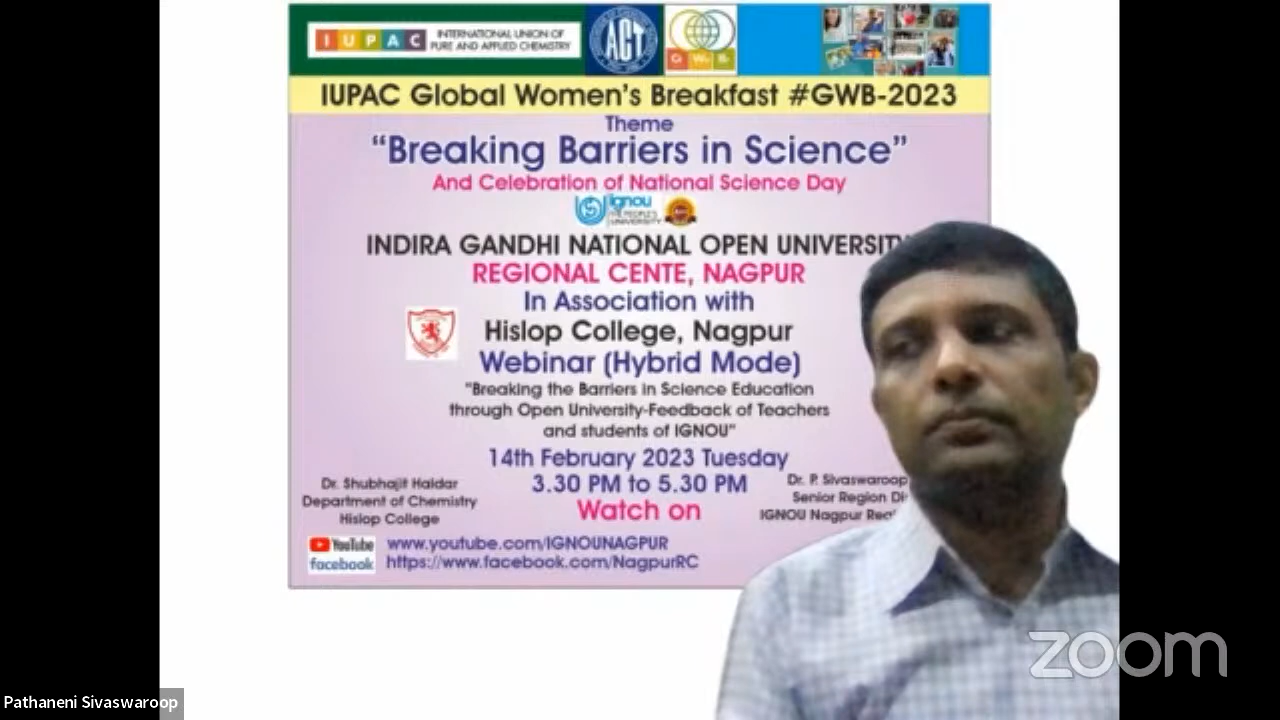 IUPAC
INTERNATIONAL UNION OF
PURE AND APPLIED CHEMISTRY
ACT
GWB
IUPAC Global Women's Breakfast #GWB-2023
Theme
“Breaking Barriers in Science”
And Celebration of National Science Day
ignou
THE PEOPLE'S
UNIVERSITY
INDIRA GANDHI NATIONAL OPEN UNIVERSITY
REGIONAL CENTE, NAGPUR
In Association with
Hislop College, Nagpur
Webinar (Hybrid Mode)
"Breaking the Barriers in Science Education
through Open University-Feedback of Teachers
and students of IGNOU"
14th February 2023 Tuesday
3.30 PM to 5.30 PM
Watch on
Dr. Shubhajit Haldar
Department of Chemistry
Hislop College
Dr. P. Sivaswaroop
Senior Region Di
IGNOU Nagpur Reg
YouTube
www.youtube.com/IGNOUNAGPUR
facebook
https://www.facebook.com/NagpurRC
zoom
Pathaneni Sivaswaroop